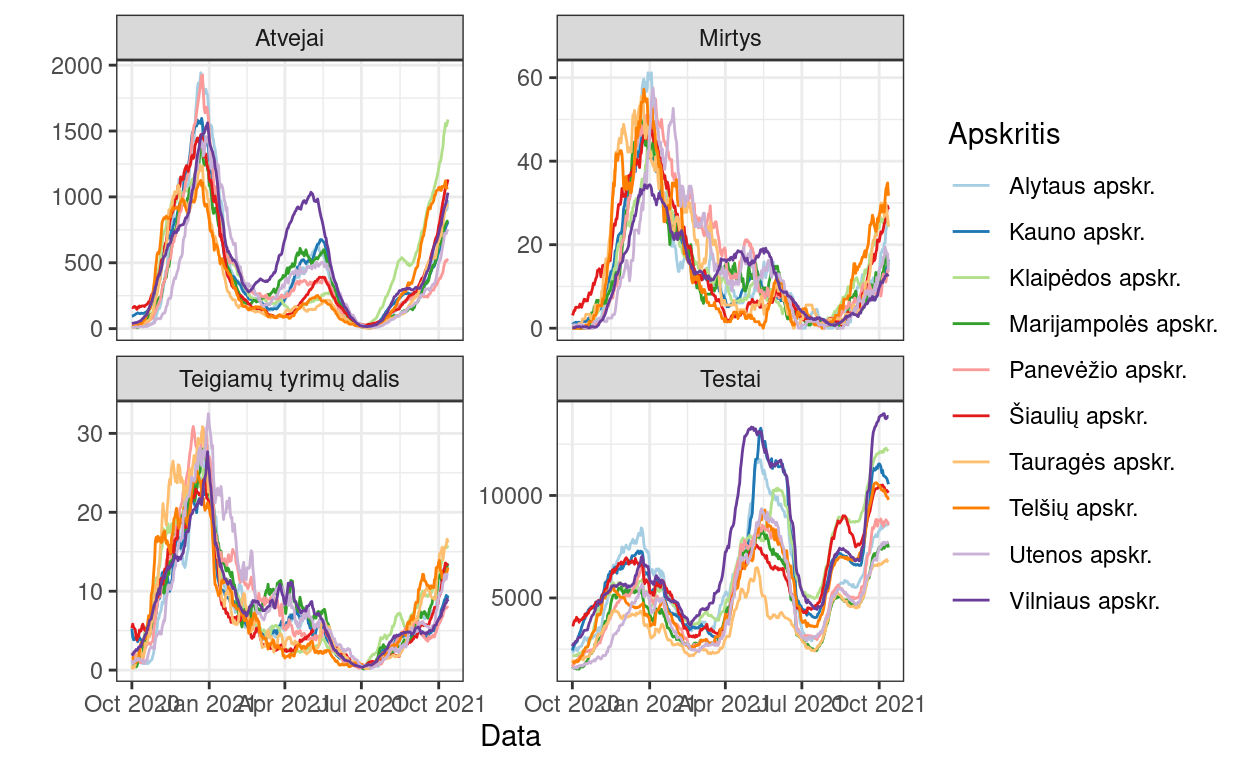 Atvejai
Mirtys
2000
1500
1000
500
0
60
40
20
0
Teigiamų tyrimų dalis
Testai
30
20
10
0
10000
5000
Oct 2020
Jan 2021
Apr 2021
Jul 2021
Oct 2021
Oct 2020
Jan 2021
Apr 2021
Jul 2021
Oct 2021
Data
Apskritis
Alytaus apskr.
Kauno apskr.
Klaipėdos apskr.
Marijampolės apskr.
Panevėžio apskr.
Šiaulių apskr.
Tauragės apskr.
Telšių apskr.
Utenos apskr.
Vilniaus apskr.